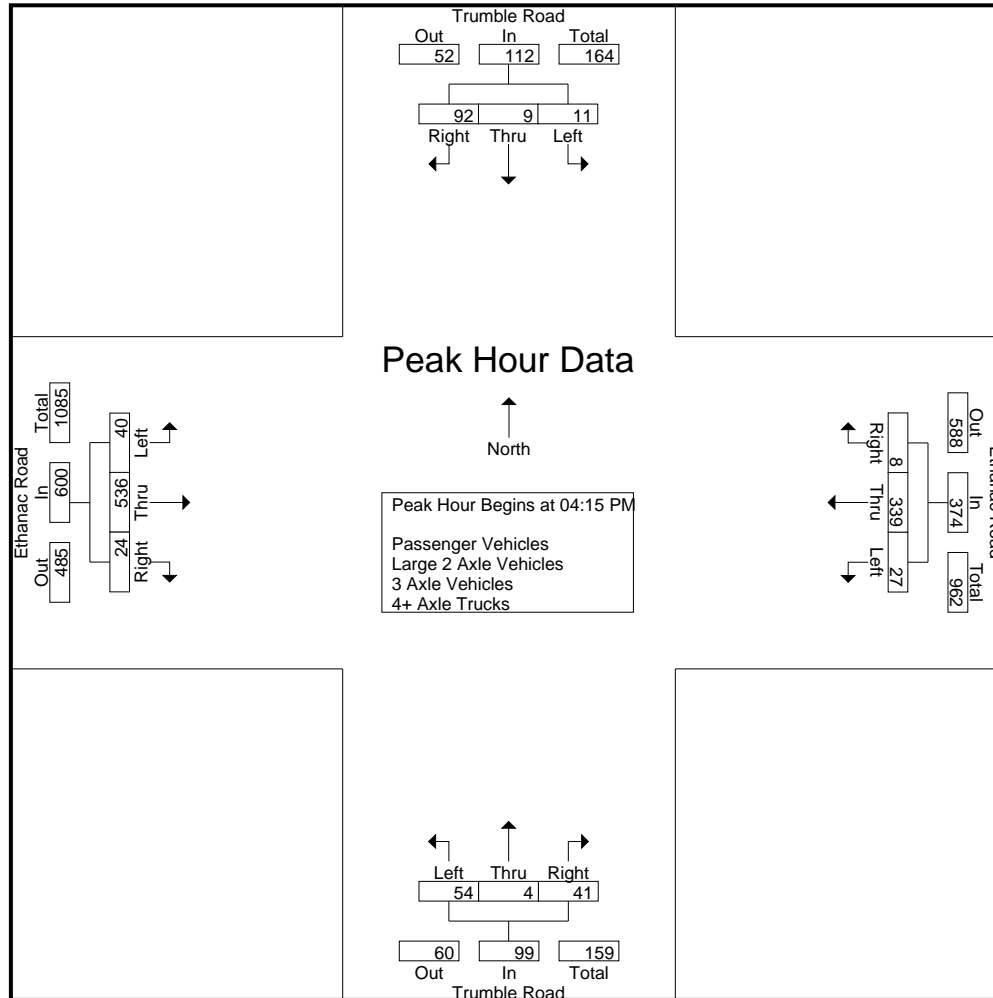 Trumble Road
Out In Total
52 112 164
92 9 11
Right Thru Left
Peak Hour Data
North
Peak Hour Begins at 04:15 PM
Passenger Vehicles
Large 2 Axle Vehicles
3 Axle Vehicles
4+ Axle Trucks
Ethanac Road
Out In Total
485 600 1085
24 536 40
Right Thru Left
Ethanac Road
Out In Total
588 374 962
8 339 27
Right Thru Left
Left Thru Right
54 4 41
60 99 159
Out In Total
Trumble Road